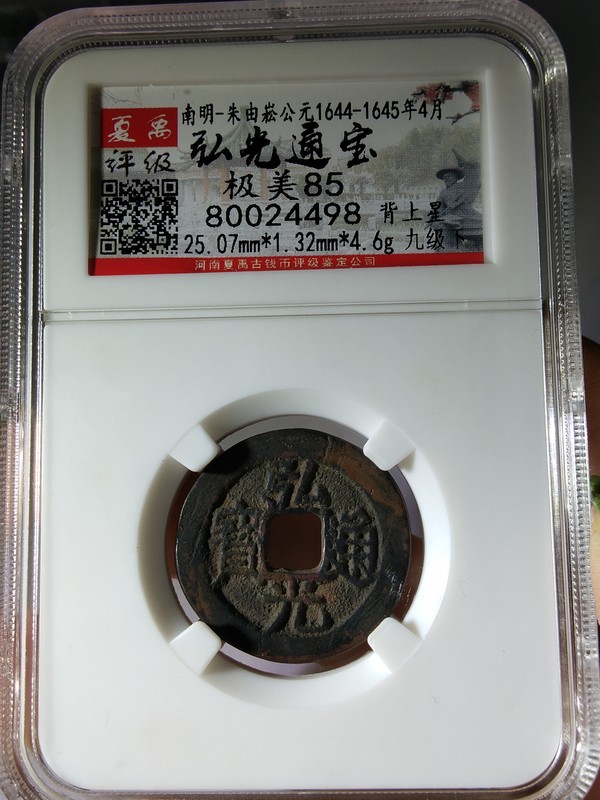 夏禹
评级
南明-朱由崧公元1644-1645年4月
弘光通宝
极美85
80024498 背上星
25.07mm*1.32mm*4.6g 九级下
河南夏禹古钱币评级鉴定公司
弘光通寶